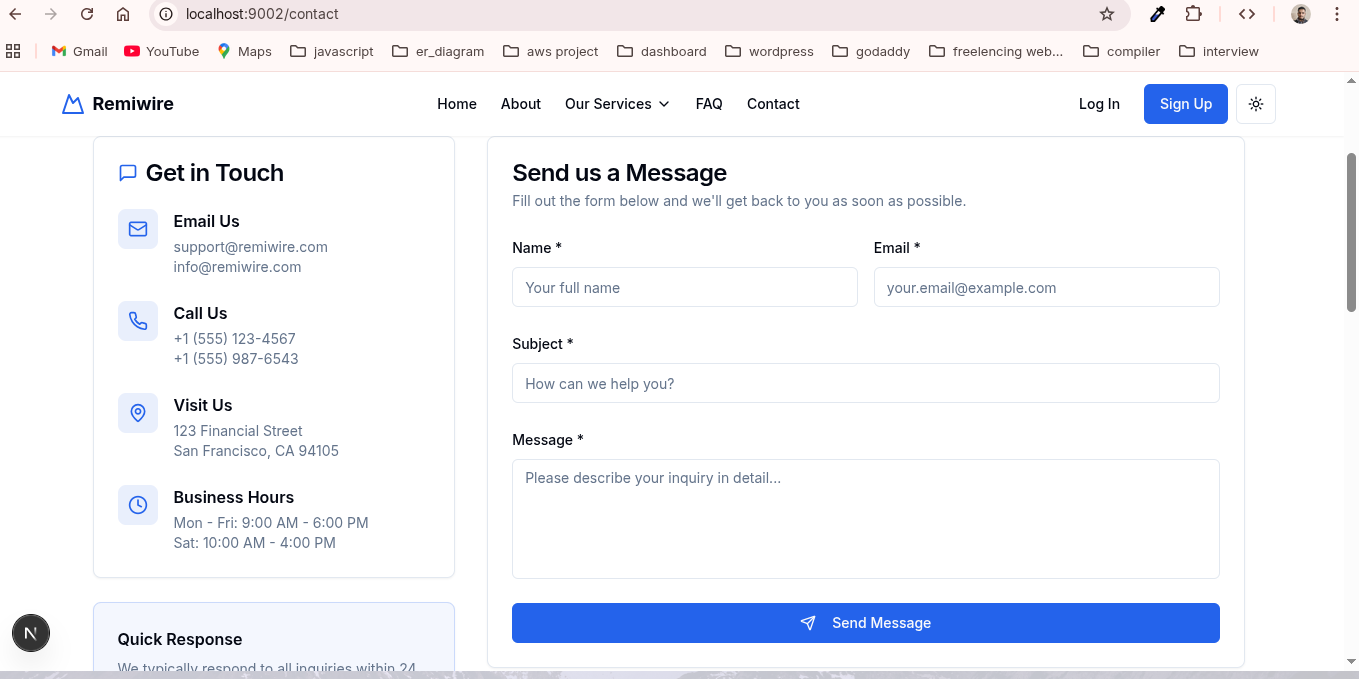 localhost:9002/contact
Gmail YouTube Maps javascript er_diagram aws project dashboard wordpress godaddy freelencing web... compiler interview
Remiwire Home About Our Services FAQ Contact Log In Sign Up
Get in Touch
Email Us
support@remiwire.com
info@remiwire.com
Call Us
+1 (555) 123-4567
+1 (555) 987-6543
Visit Us
123 Financial Street
San Francisco, CA 94105
Business Hours
Mon - Fri: 9:00 AM - 6:00 PM
Sat: 10:00 AM - 4:00 PM
Quick Response
We typically respond to all inquiries within 24
Send us a Message
Fill out the form below and we'll get back to you as soon as possible.
Name * Email *
Your full name your.email@example.com
Subject *
How can we help you?
Message *
Please describe your inquiry in detail...
Send Message
N